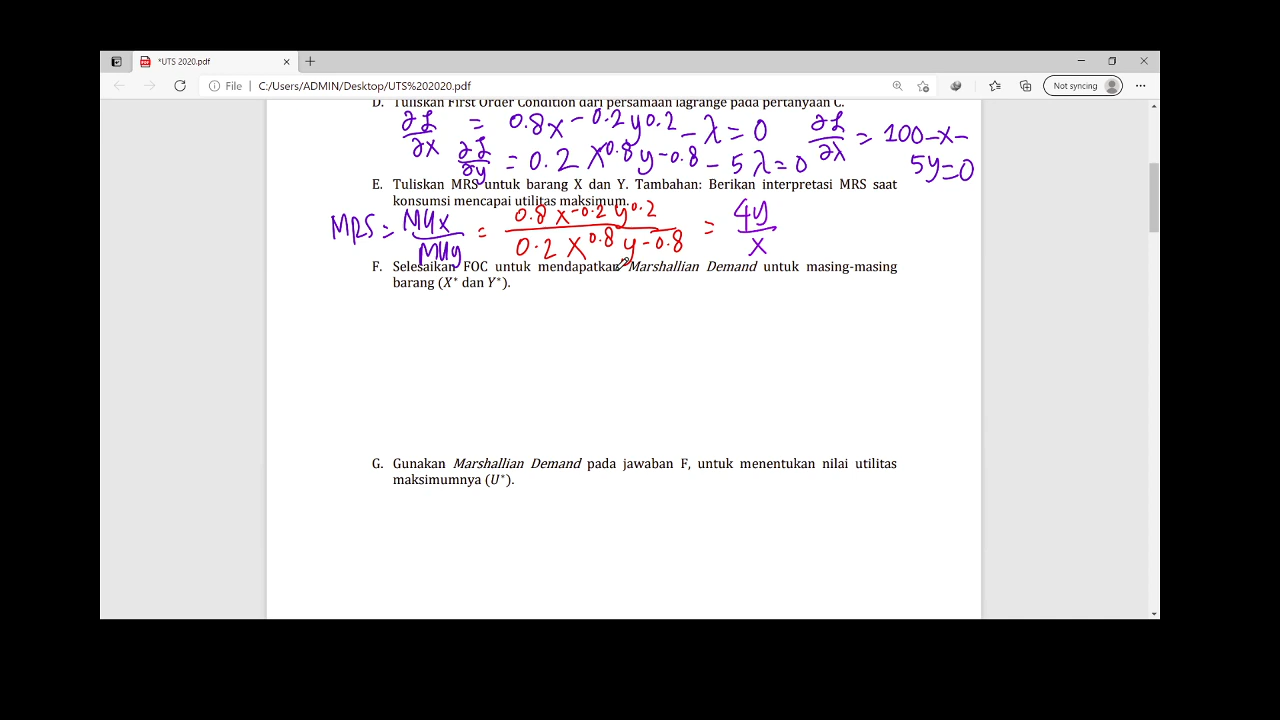 *UTS 2020.pdf
File | C:/Users/ADMIN/Desktop/UTS%202020.pdf
Not syncing
D. Tuliskan First Order Condition dari persamaan lagrange pada pertanyaan C.
∂L/∂x = 0.8x^-0.2 y^0.2 - λ = 0
∂L/∂y = 0.2 x^0.8 y^-0.8 - 5λ = 0
∂L/∂λ = 100-x-5y=0
E. Tuliskan MRS untuk barang X dan Y. Tambahan: Berikan interpretasi MRS saat
konsumsi mencapai utilitas maksimum.
MRS = MUx/MUy = 0.8 x^-0.2 y^0.2 / 0.2 x^0.8 y^-0.8 = 4y/x
F. Selesaikan FOC untuk mendapatkan Marshallian Demand untuk masing-masing
barang (X* dan Y*).
G. Gunakan Marshallian Demand pada jawaban F, untuk menentukan nilai utilitas
maksimumnya (U*).